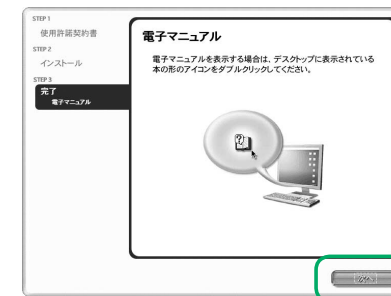 STEP 1
使用許諾契約書
STEP 2
インストール
STEP 3
完了
電子マニュアル
電子マニュアル
電子マニュアルを表示する場合は、デスクトップに表示されている
本の形のアイコンをダブルクリックしてください。
?
次へ